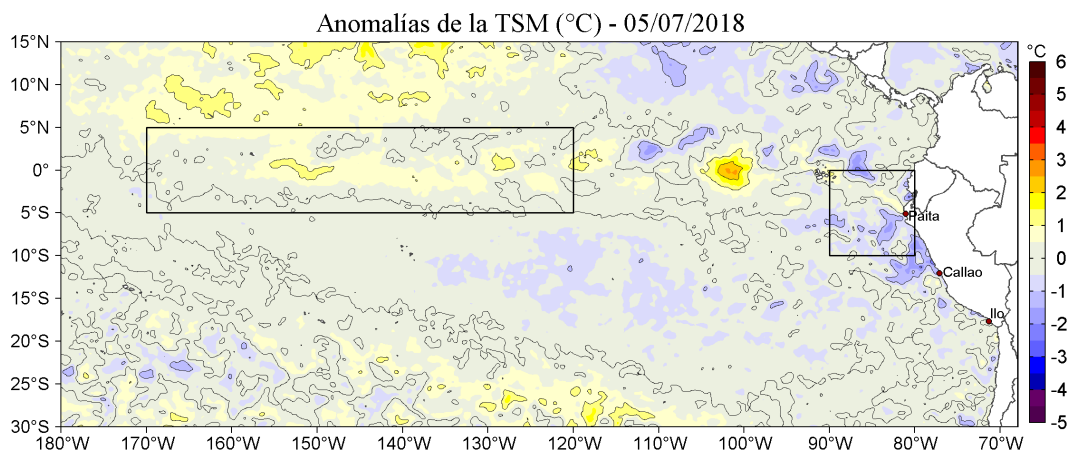 Anomalías de la TSM (°C) - 05/07/2018
15°N
10°N
5°N
0°
5°S
10°S
15°S
20°S
25°S
30°S
180°W
170°W
160°W
150°W
140°W
130°W
120°W
110°W
100°W
90°W
80°W
70°W
Paita
Callao
Ilo
°C
6
5
4
3
2
1
0
-1
-2
-3
-4
-5